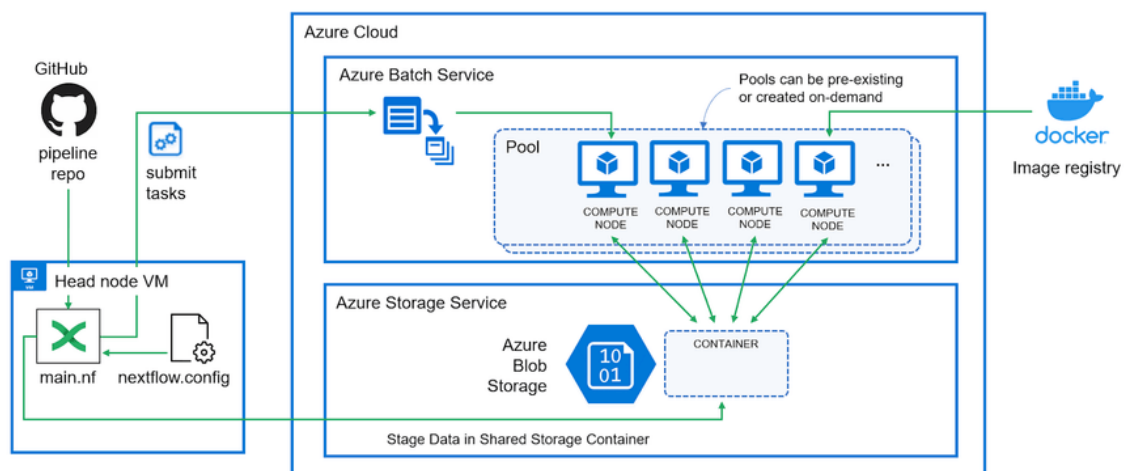 Azure Cloud
GitHub
pipeline
repo
submit
tasks
Azure Batch Service
Pools can be pre-existing
or created on-demand
Pool
...
COMPUTE
NODE
COMPUTE
NODE
COMPUTE
NODE
COMPUTE
NODE
docker
Image registry
VM
Head node VM
main.nf
nextflow.config
Azure Storage Service
Azure
Blob
Storage
10
01
CONTAINER
Stage Data in Shared Storage Container